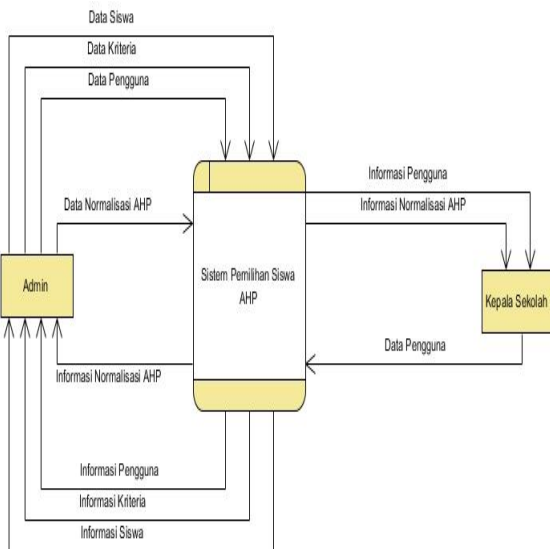 Data Siswa
Data Kriteria
Data Pengguna
Informasi Pengguna
Informasi Normalisasi AHP
Data Normalisasi AHP
Sistem Pemilihan Siswa
AHP
Admin
Kepala Sekolah
Data Pengguna
Informasi Normalisasi AHP
Informasi Pengguna
Informasi Kriteria
Informasi Siswa